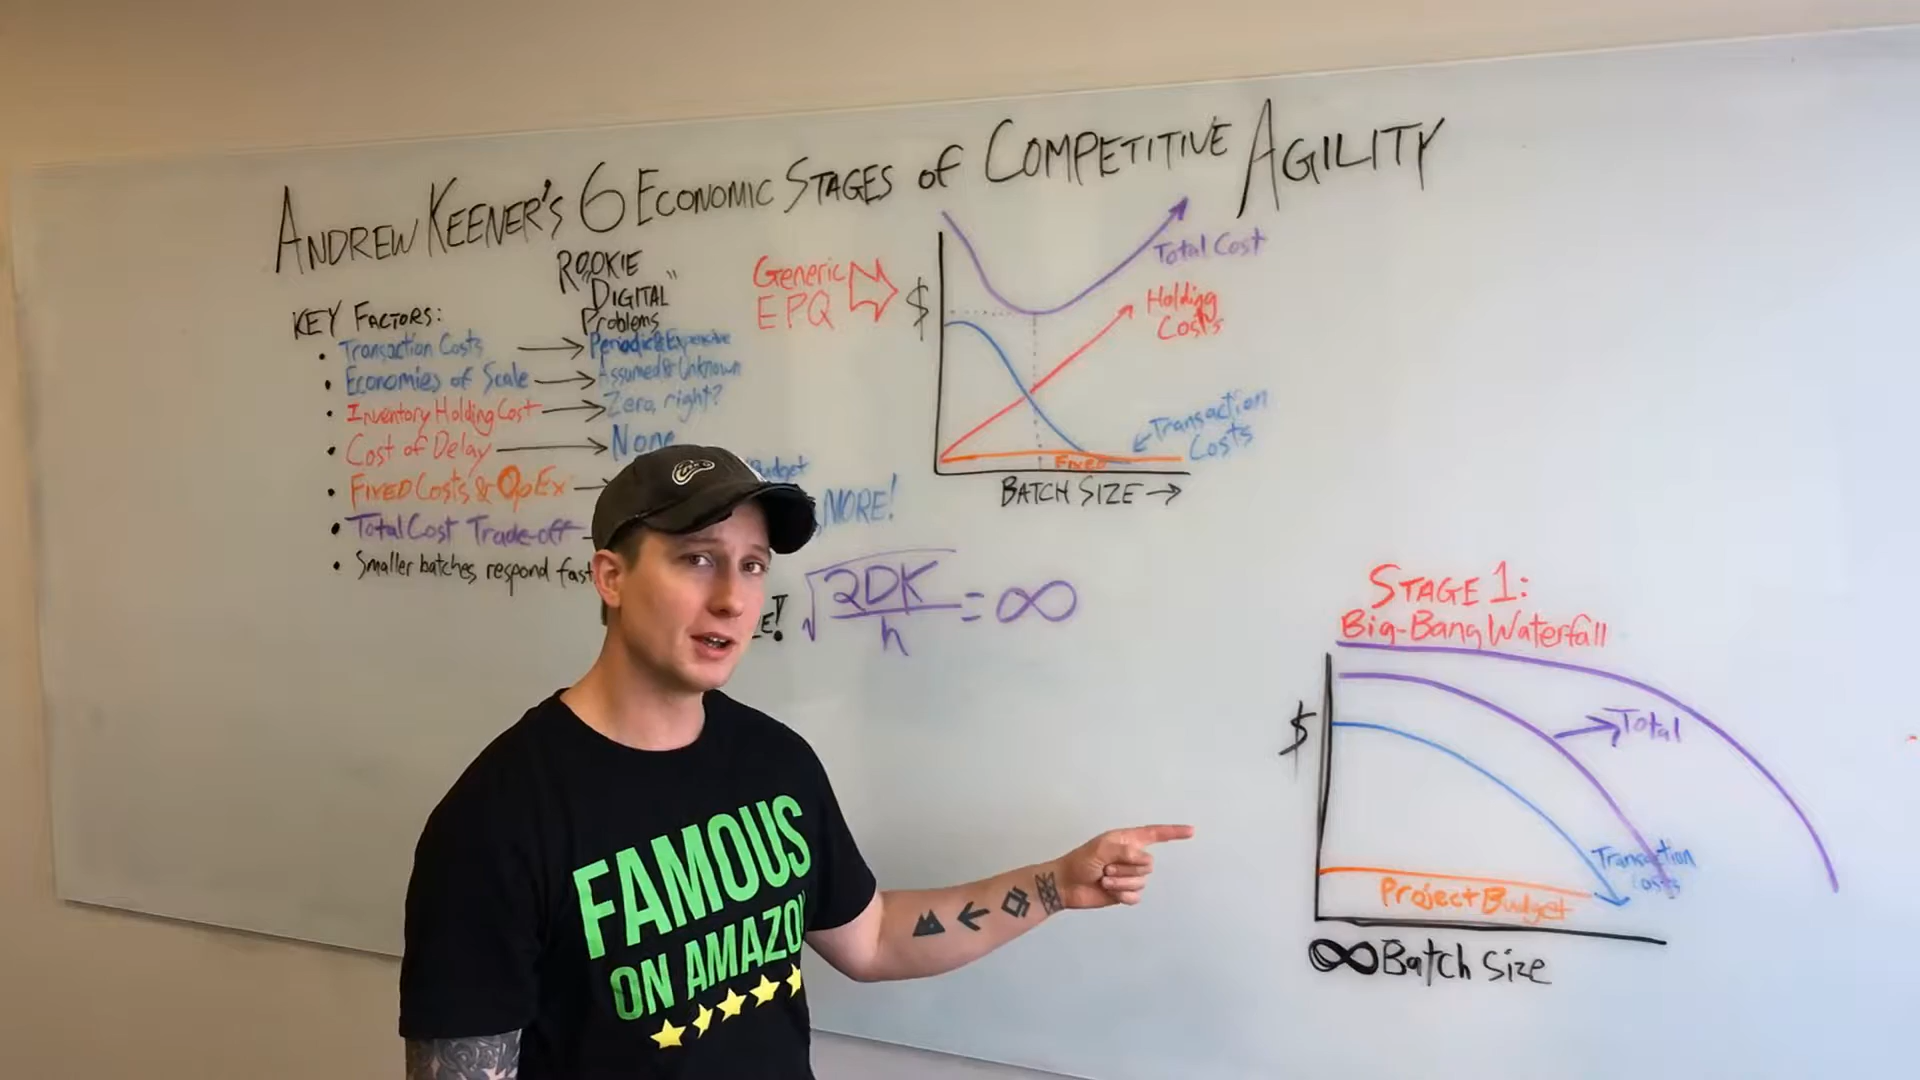 ANDREW KEENER'S 6 ECONOMIC STAGES of COMPETITIVE AGILITY
KEY FACTORS:
ROOKIE
"DIGITAL"
Problems
• Transaction Costs → Periodic & Expensive
• Economies of Scale → Assumed & Unknown
• Inventory Holding Cost → Zero, right?
• Cost of Delay → None
• FIXED COSTS & OpEx → Budget
• Total Cost Trade-off MORE!
• Smaller batches respond fast
E!
√2DK/h = ∞
Generic
EPQ
$
Total Cost
Holding
Costs
Transaction
Costs
Fixed
BATCH SIZE →
STAGE 1:
Big-Bang Waterfall
$
Total
Transaction
Costs
Project Budget
∞ Batch Size
FAMOUS
ON AMAZO